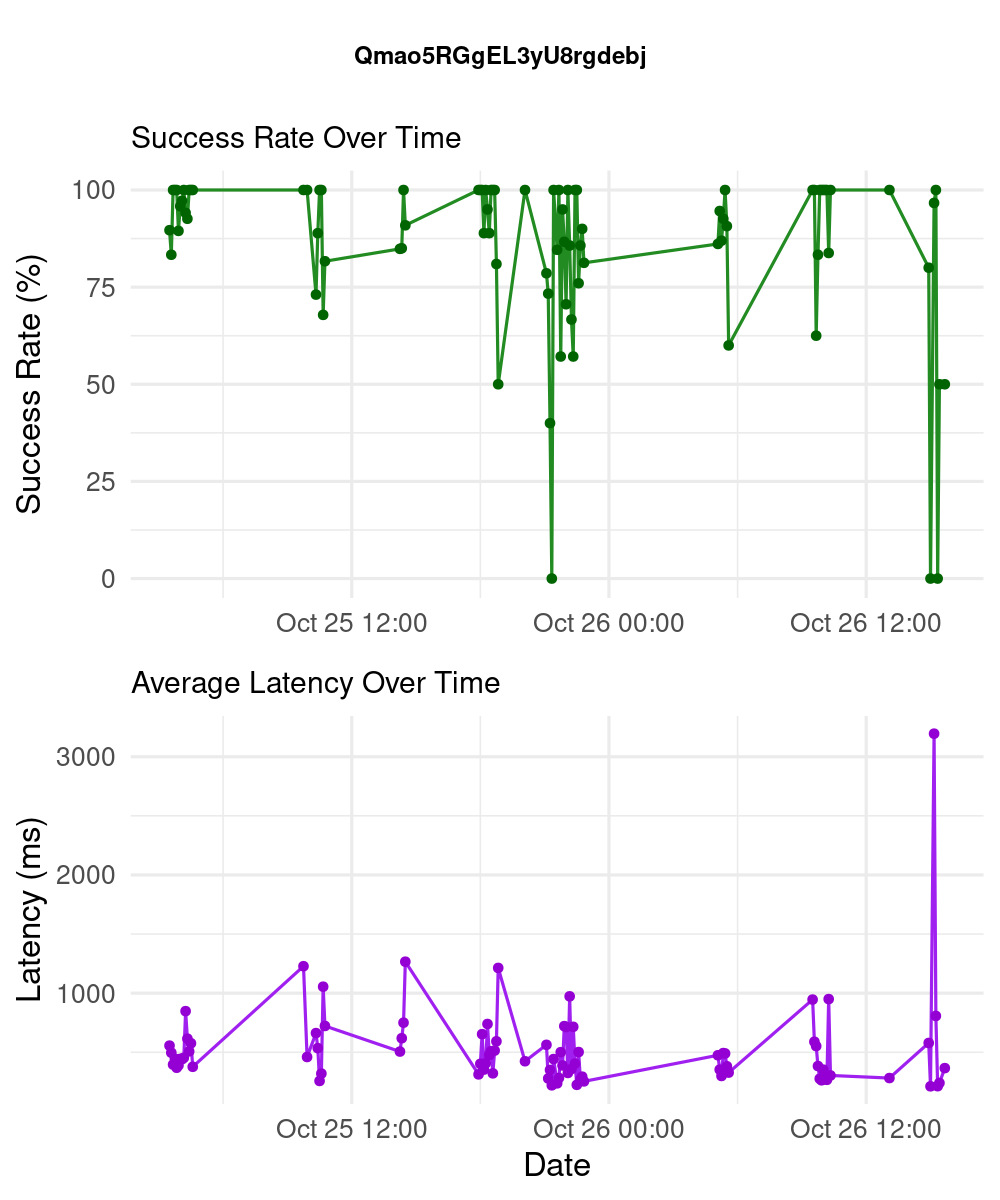 Qmao5RGgEL3yU8rgdebj
Success Rate Over Time
Success Rate (%)
100
75
50
25
0
Oct 25 12:00 Oct 26 00:00 Oct 26 12:00
Average Latency Over Time
Latency (ms)
3000
2000
1000
Oct 25 12:00 Oct 26 00:00 Oct 26 12:00
Date